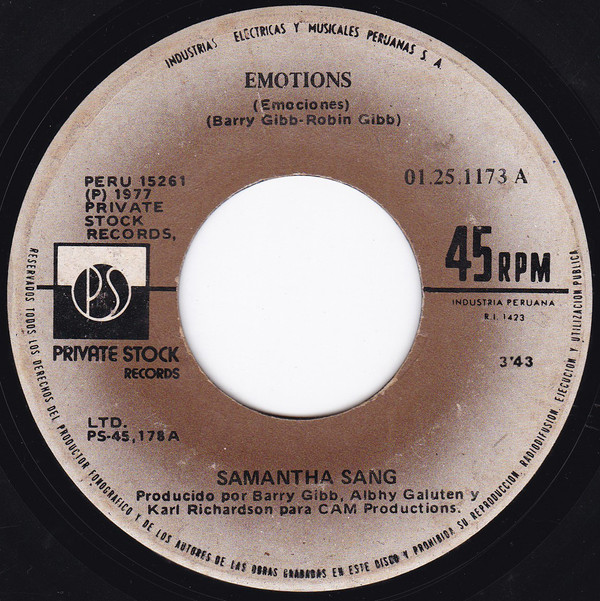 INDUSTRIAS ELECTRICAS Y MUSICALES PERUANAS S. A.
EMOTIONS
(Emociones)
(Barry Gibb-Robin Gibb)
PERU 15261
(P) 1977
PRIVATE
STOCK
RECORDS,
01.25.1173 A
45 RPM
INDUSTRIA PERUANA
R.I. 1423
PS
PRIVATE STOCK
RECORDS
3'43
LTD.
PS-45,178A
SAMANTHA SANG
Producido por Barry Gibb, Albhy Galuten y
Karl Richardson para CAM Productions.
RESERVADOS TODOS LOS DERECHOS DEL PRODUCTOR FONOGRAFICO Y DE LOS AUTORES DE LAS OBRAS GRABADAS EN ESTE DISCO Y PROHIBIDO SU REPRODUCCION, RADIODIFUSION, EJECUCION Y UTILIZACION PUBLICA